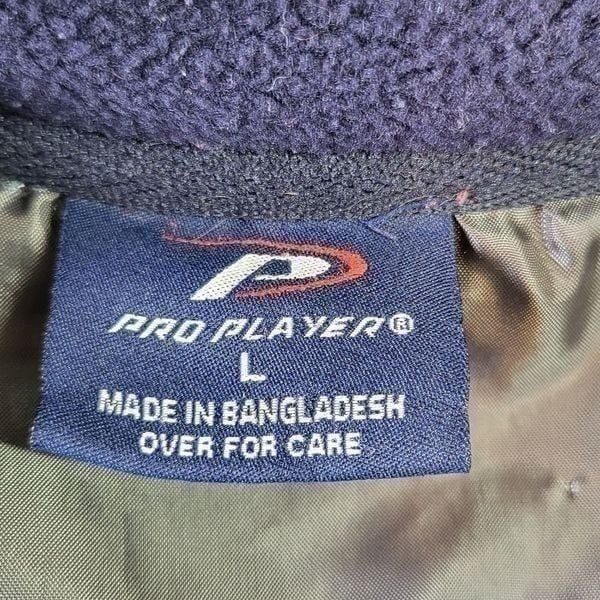 P
PRO PLAYER®
L
MADE IN BANGLADESH
OVER FOR CARE